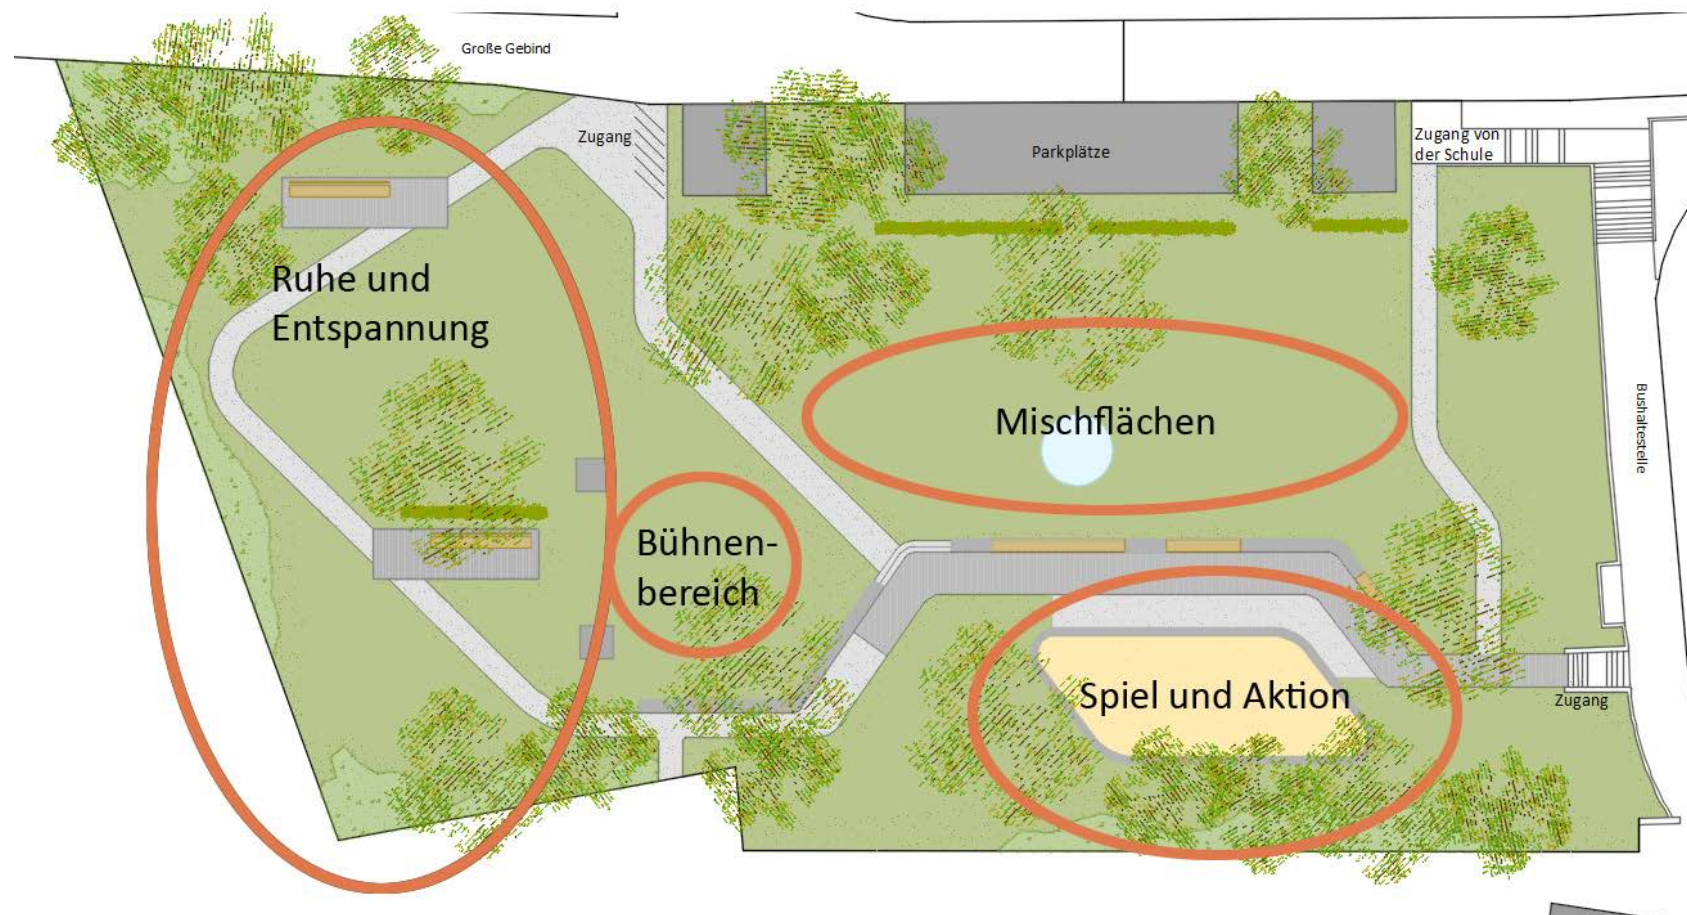 Große Gebind
Zugang
Parkplätze
Zugang von
der Schule
Ruhe und
Entspannung
Mischflächen
Bushaltestelle
Bühnen-
bereich
Spiel und Aktion
Zugang